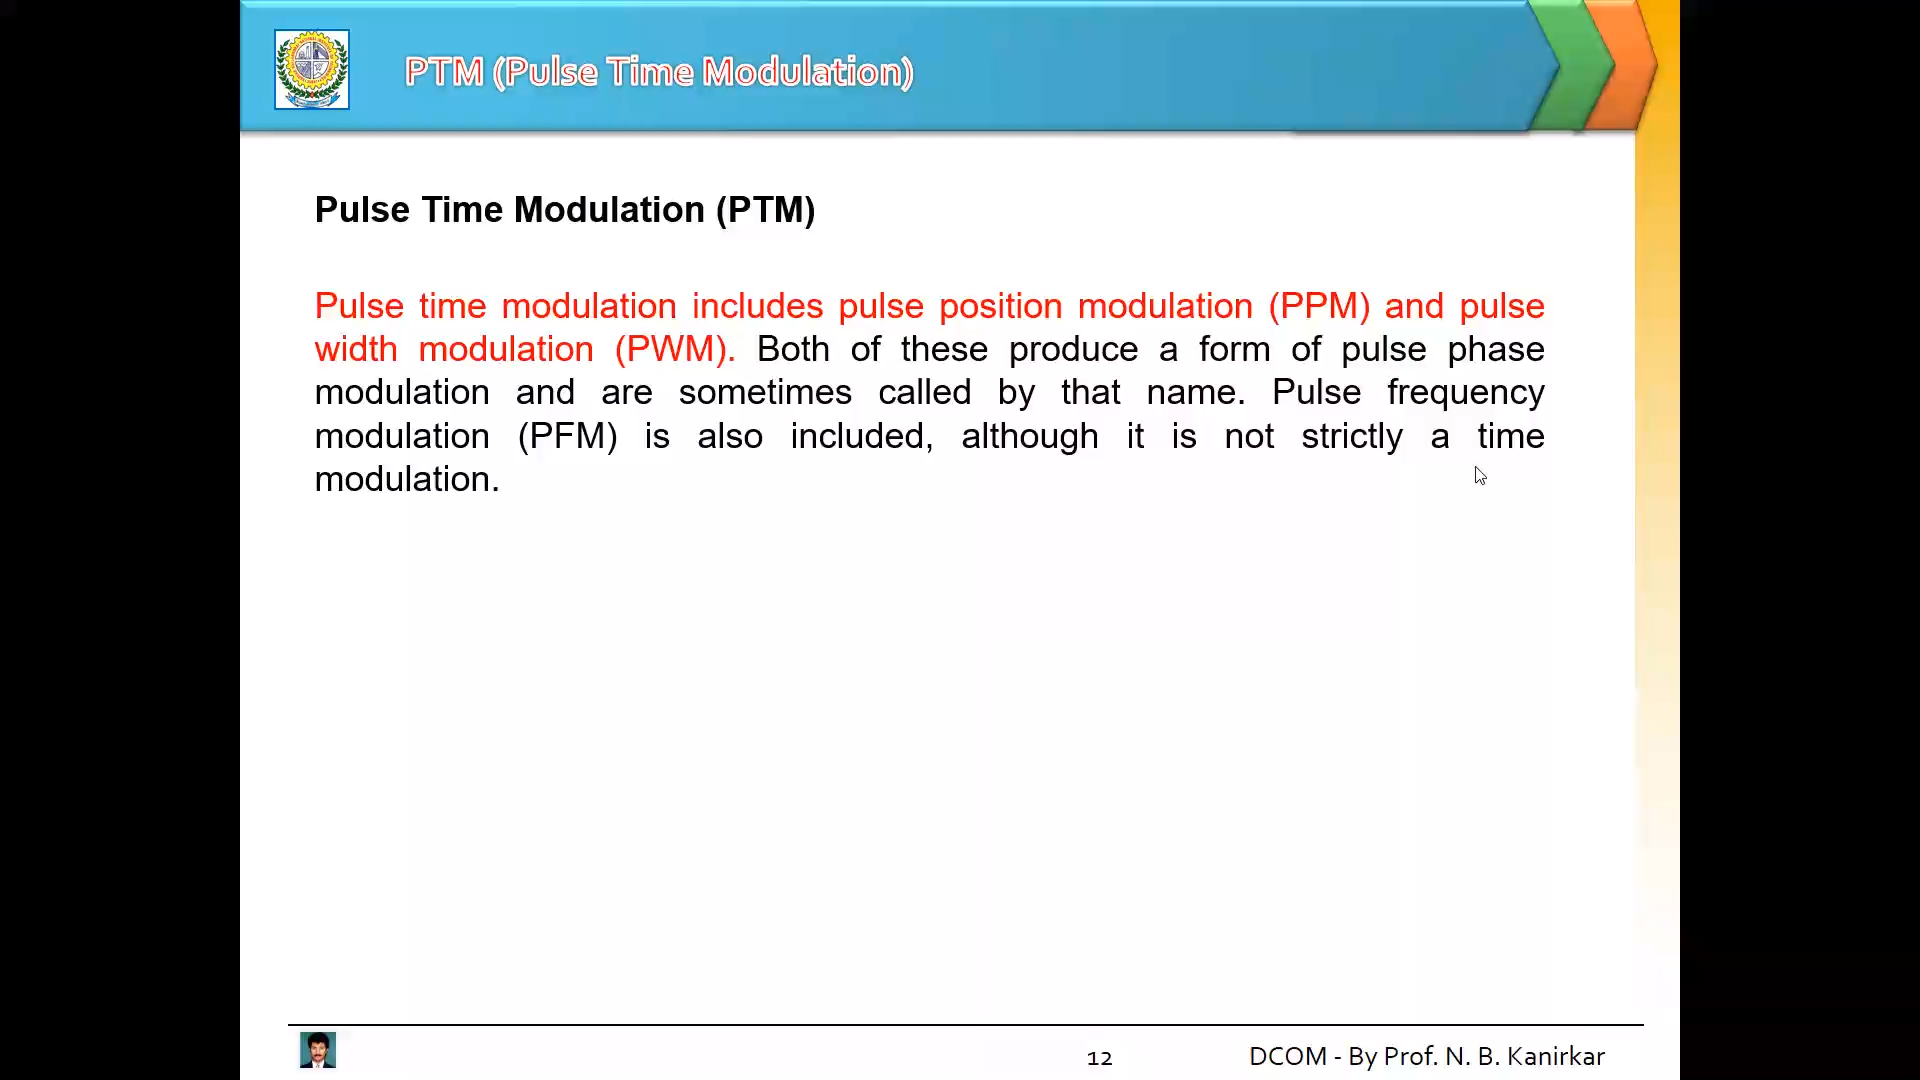 PTM (Pulse Time Modulation)
Pulse Time Modulation (PTM)
Pulse time modulation includes pulse position modulation (PPM) and pulse
width modulation (PWM). Both of these produce a form of pulse phase
modulation and are sometimes called by that name. Pulse frequency
modulation (PFM) is also included, although it is not strictly a time
modulation.
12
DCOM - By Prof. N. B. Kanirkar